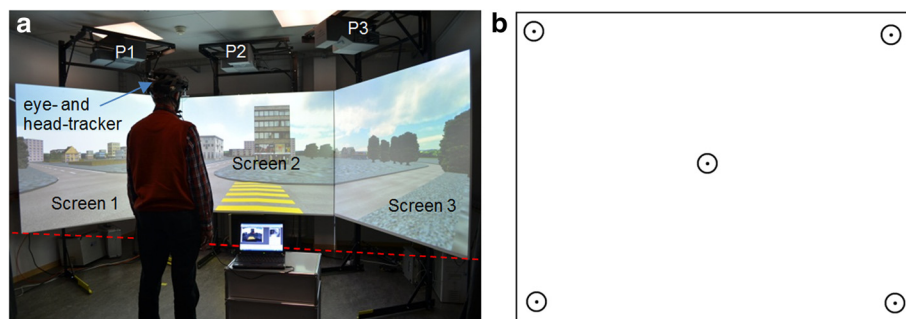 a
P1
P2
P3
eye- and
head-tracker
Screen 1
Screen 2
Screen 3
b